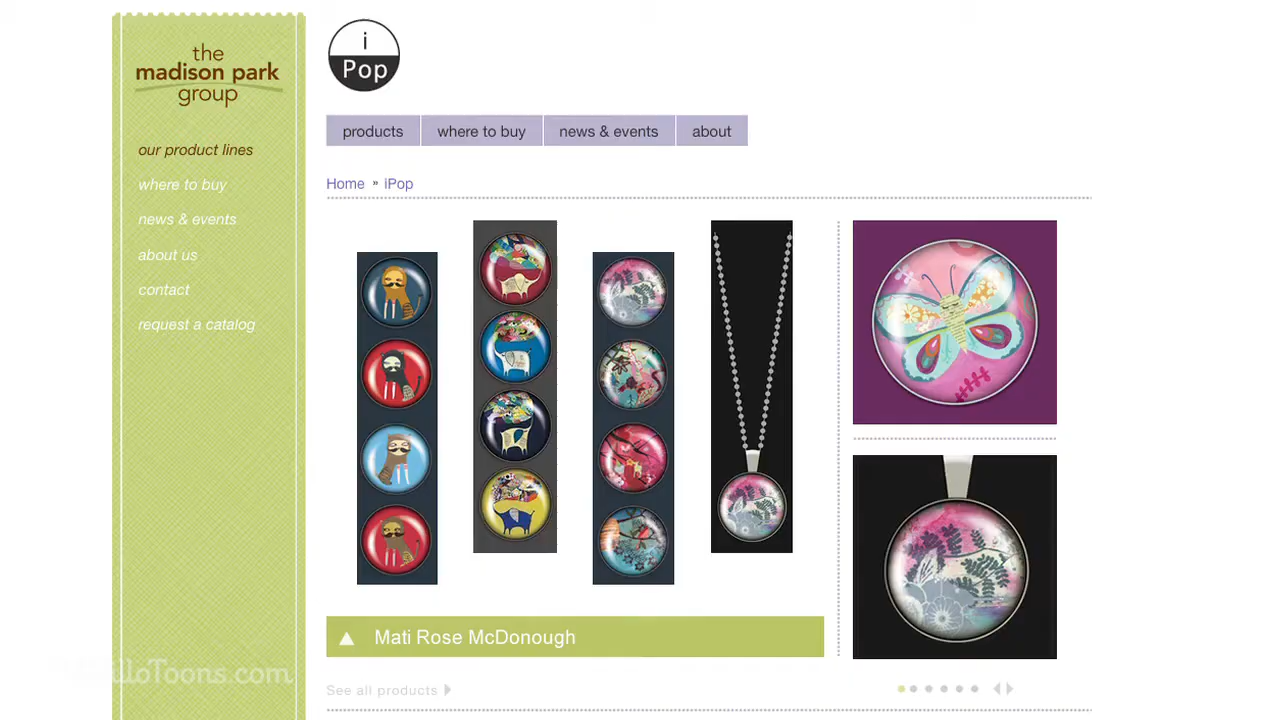 the
madison park
group
our product lines
where to buy
news & events
about us
contact
request a catalog
i
Pop
products
where to buy
news & events
about
Home » iPop
Mati Rose McDonough
See all products